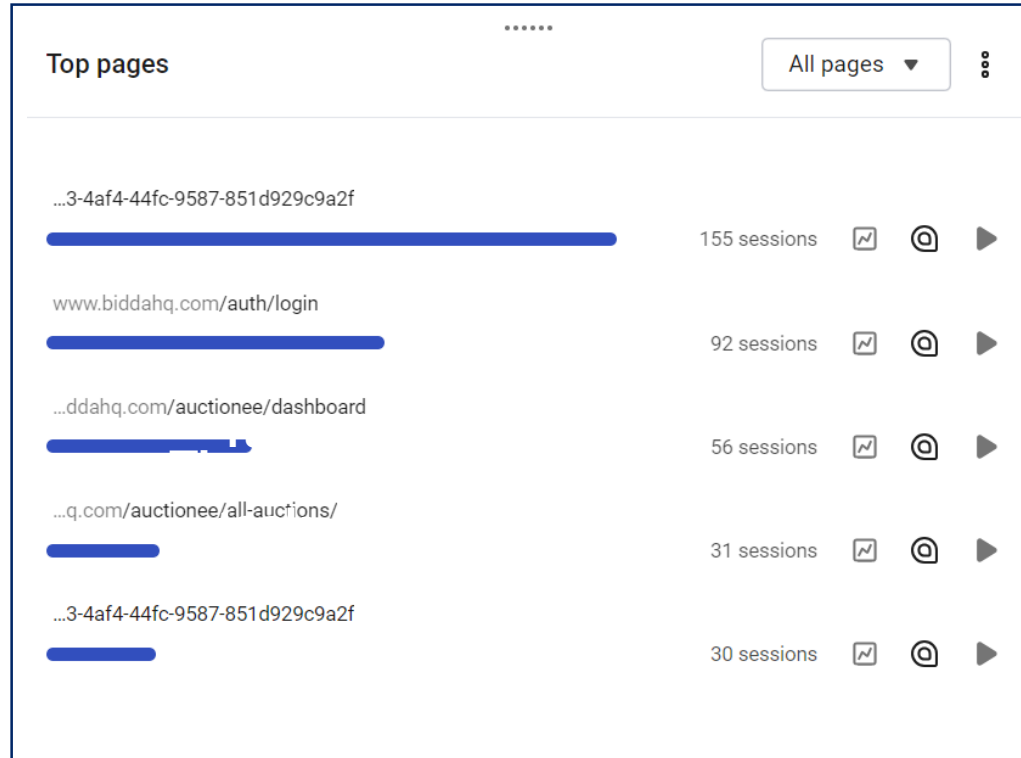 Top pages
All pages
...3-4af4-44fc-9587-851d929c9a2f
155 sessions
www.biddahq.com/auth/login
92 sessions
...ddahq.com/auctionee/dashboard
56 sessions
...q.com/auctionee/all-auctions/
31 sessions
...3-4af4-44fc-9587-851d929c9a2f
30 sessions